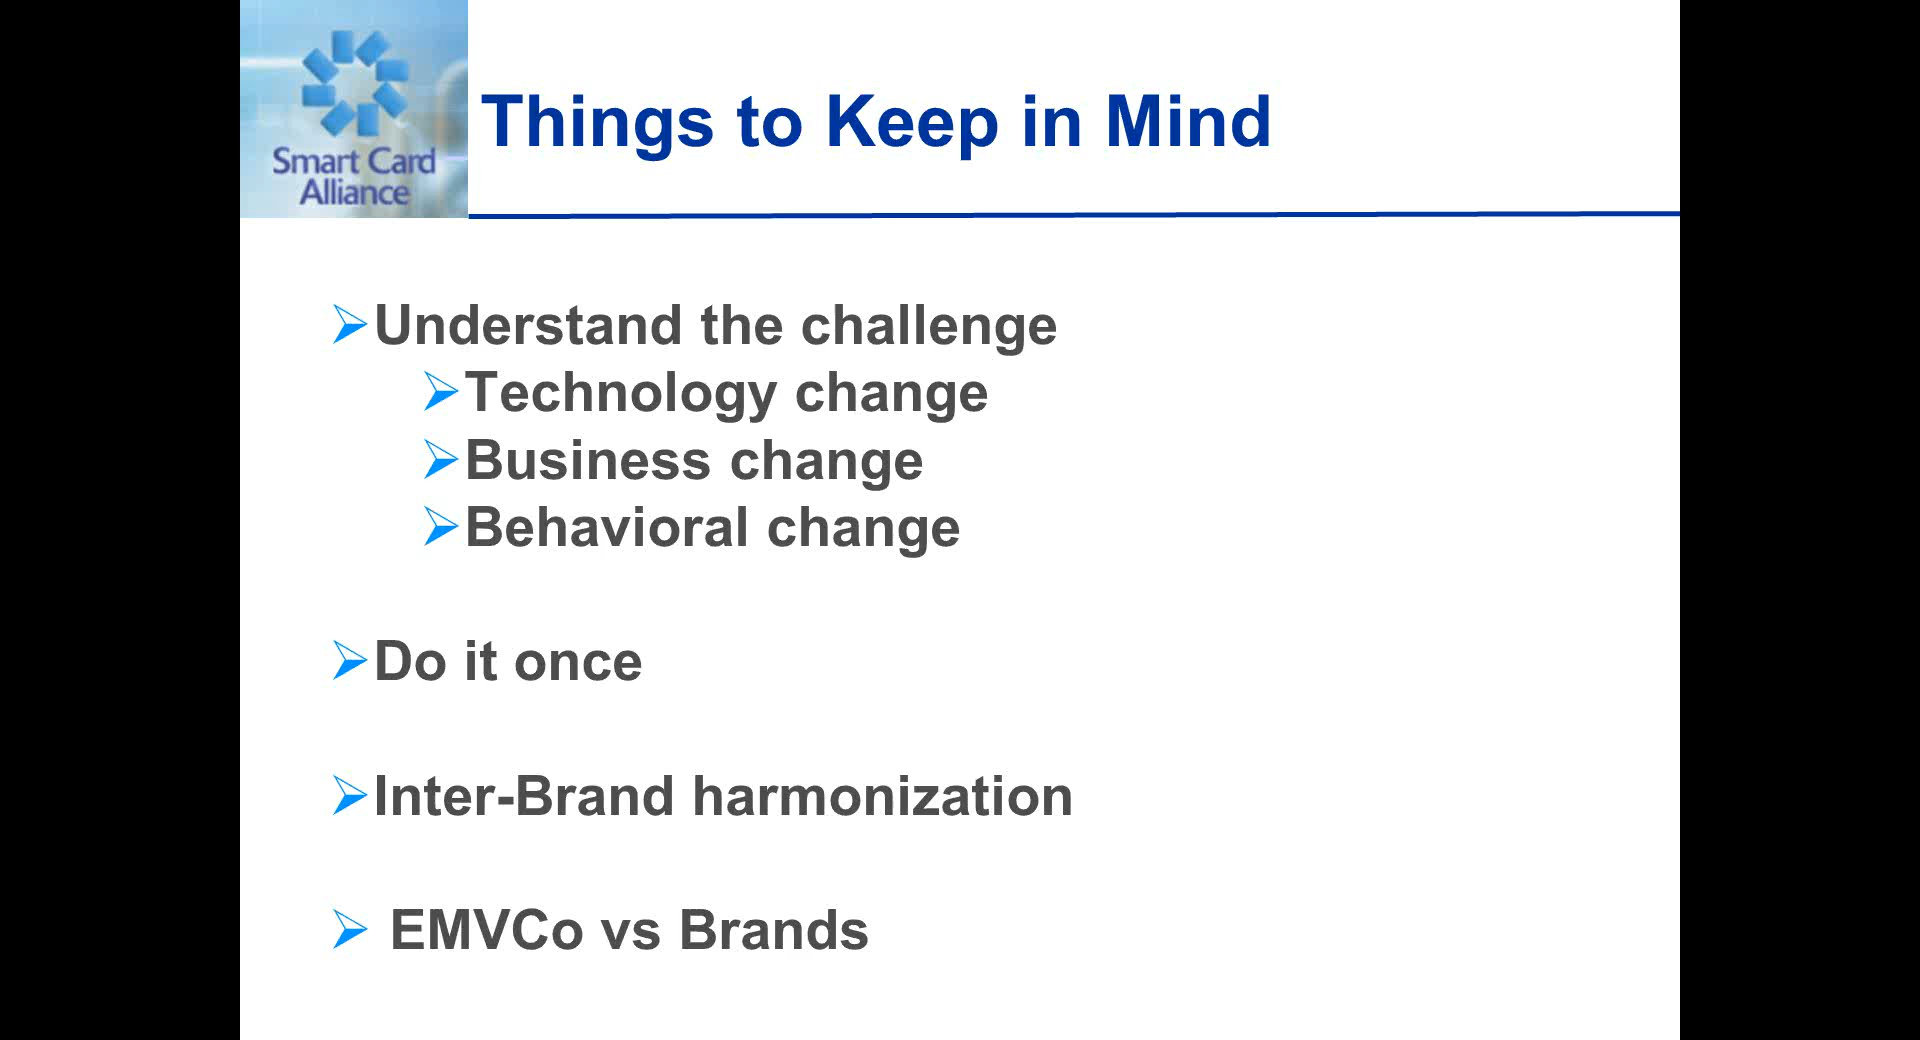 Smart Card
Alliance
Things to Keep in Mind
Understand the challenge
Technology change
Business change
Behavioral change
Do it once
Inter-Brand harmonization
EMVCo vs Brands